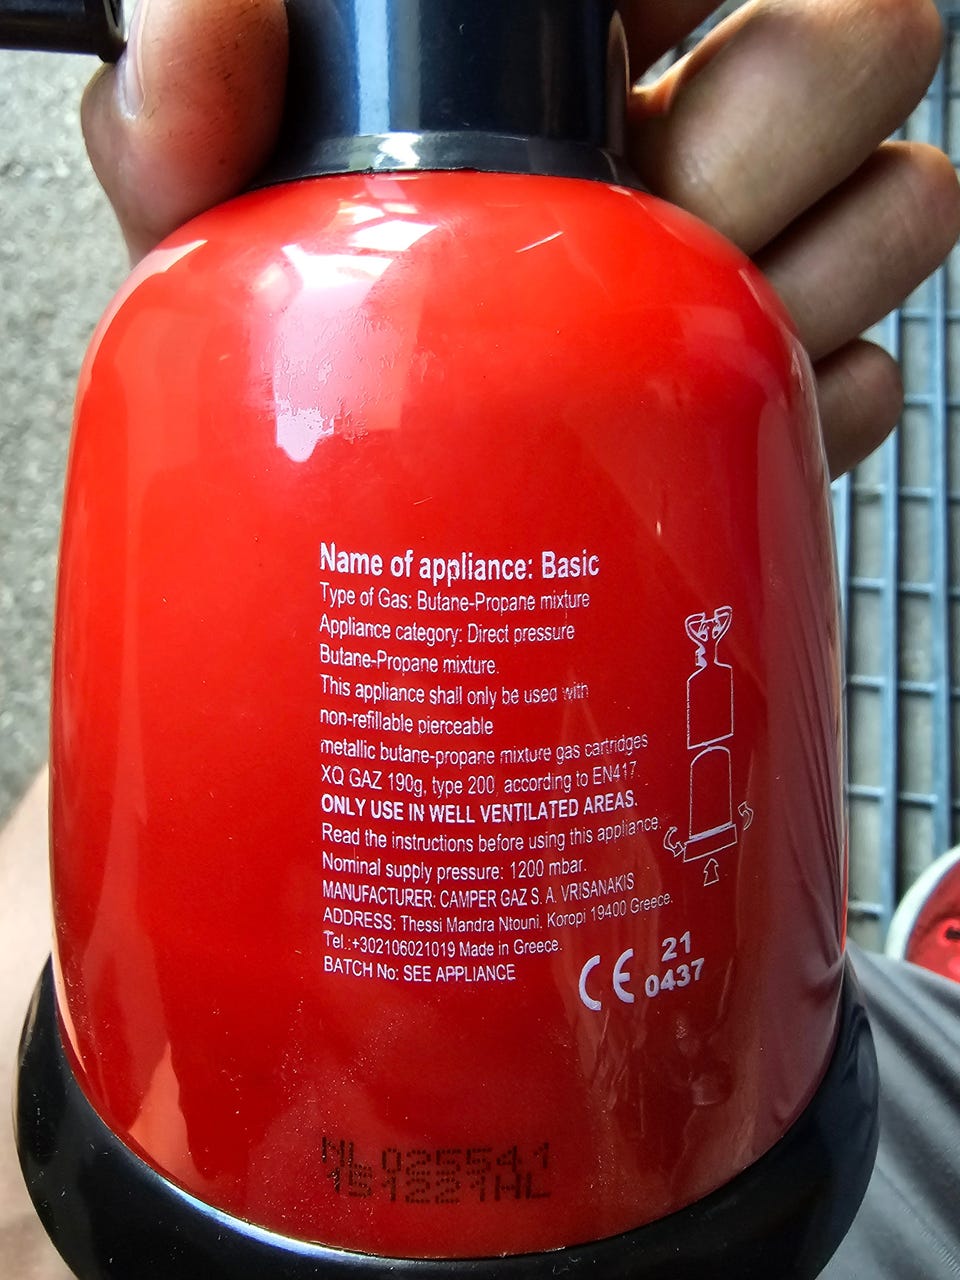 Name of appliance: Basic
Type of Gas: Butane-Propane mixture
Appliance category: Direct pressure
Butane-Propane mixture.
This appliance shall only be used with
non-refillable pierceable
metallic butane-propane mixture gas cartridges
XQ GAZ 190g, type 200, according to EN417.
ONLY USE IN WELL VENTILATED AREAS.
Read the instructions before using this appliance.
Nominal supply pressure: 1200 mbar.
MANUFACTURER: CAMPER GAZ S. A. VRISANAKIS
ADDRESS: Thessi Mandra Ntouni, Koropi 19400 Greece.
Tel.:+302106021019 Made in Greece.
BATCH No: SEE APPLIANCE
CE 21
0437
NL025541
151221HL